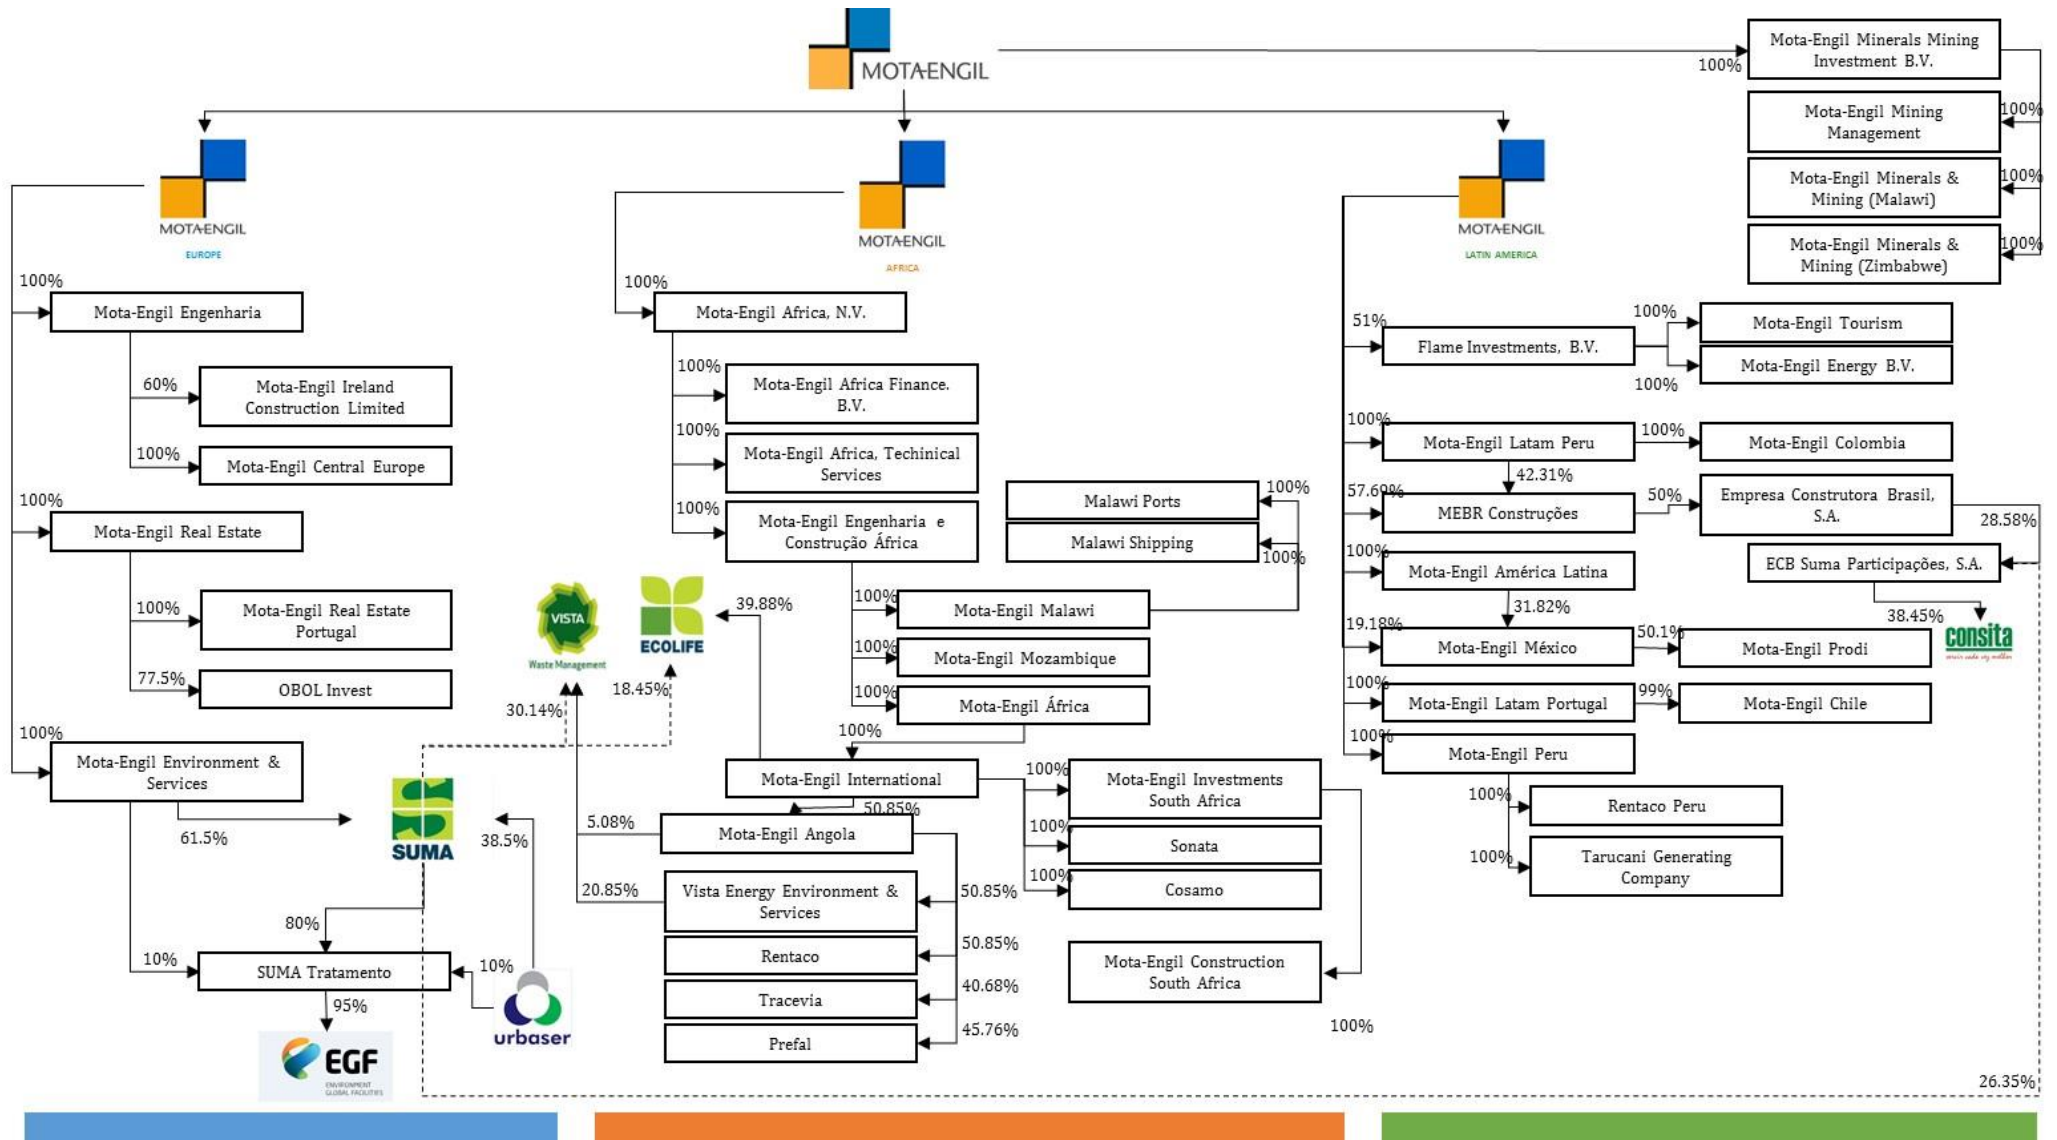 MOTAENGIL
100%
Mota-Engil Minerals Mining
Investment B.V.
100%
Mota-Engil Mining
Management
100%
Mota-Engil Minerals &
Mining (Malawi)
100%
Mota-Engil Minerals &
Mining (Zimbabwe)
MOTAENGIL
EUROPE
100%
Mota-Engil Engenharia
60%
Mota-Engil Ireland
Construction Limited
100%
Mota-Engil Central Europe
100%
Mota-Engil Real Estate
100%
Mota-Engil Real Estate
Portugal
77.5%
OBOL Invest
100%
Mota-Engil Environment &
Services
61.5%
SUMA
38.5%
80%
10%
SUMA Tratamento
10%
urbaser
95%
EGF
ENVIRONMENT
GLOBAL FACILITIES
MOTAENGIL
AFRICA
100%
Mota-Engil Africa, N.V.
100%
Mota-Engil Africa Finance.
B.V.
100%
Mota-Engil Africa, Techinical
Services
100%
Mota-Engil Engenharia e
Construção África
Malawi Ports
100%
Malawi Shipping
100%
100%
Mota-Engil Malawi
100%
Mota-Engil Mozambique
100%
Mota-Engil África
100%
VISTA
Waste Management
ECOLIFE
39.88%
18.45%
30.14%
Mota-Engil International
50.85%
5.08%
Mota-Engil Angola
20.85%
Vista Energy Environment &
Services
50.85%
Rentaco
50.85%
Tracevia
40.68%
Prefal
45.76%
100%
Mota-Engil Investments
South Africa
100%
Sonata
100%
Cosamo
Mota-Engil Construction
South Africa
100%
MOTAENGIL
LATIN AMERICA
51%
Flame Investments, B.V.
100%
Mota-Engil Tourism
Mota-Engil Energy B.V.
100%
100%
Mota-Engil Latam Peru
100%
Mota-Engil Colombia
42.31%
57.69%
MEBR Construções
50%
Empresa Construtora Brasil,
S.A.
28.58%
ECB Suma Participações, S.A.
38.45%
consita
100%
Mota-Engil América Latina
31.82%
19.18%
Mota-Engil México
50.1%
Mota-Engil Prodi
100%
Mota-Engil Latam Portugal
99%
Mota-Engil Chile
100%
Mota-Engil Peru
100%
Rentaco Peru
100%
Tarucani Generating
Company
26.35%